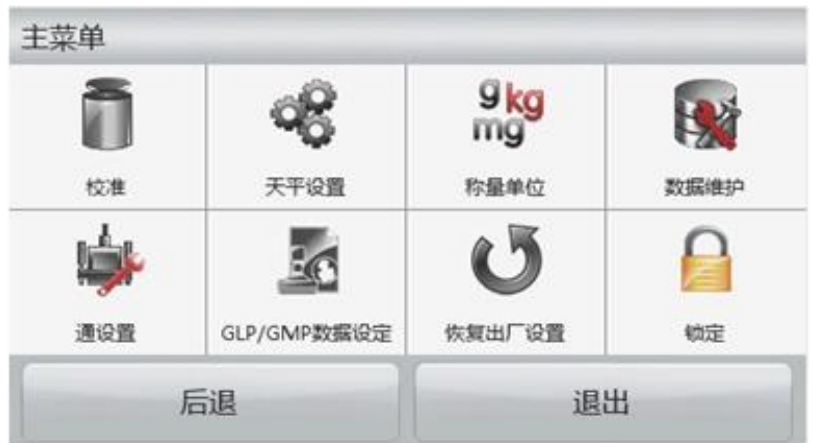 主菜单
校准
天平设置
g kg
mg
称量单位
数据维护
通设置
GLP/GMP数据设定
恢复出厂设置
锁定
后退
退出